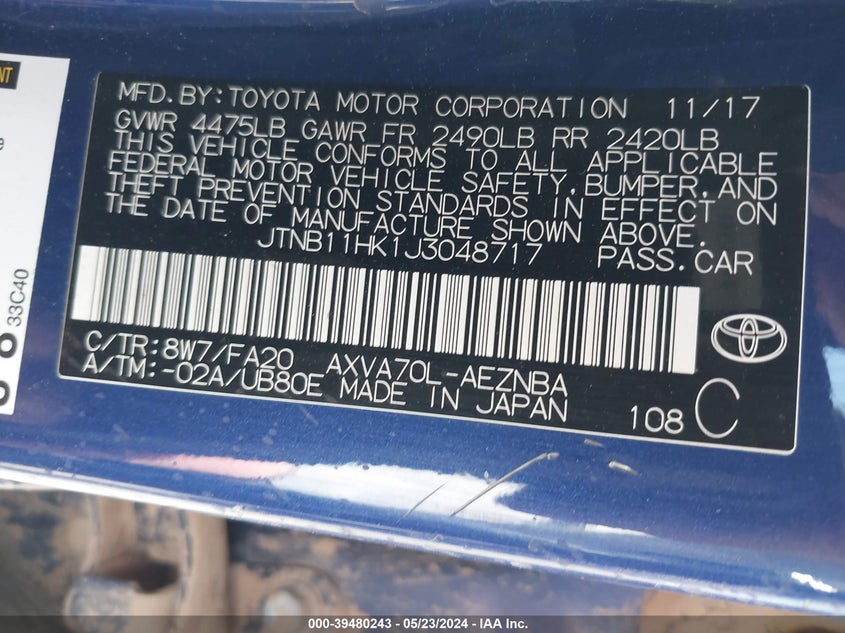 MFD.BY:TOYOTA MOTOR CORPORATION 11/17
GVWR 4475LB GAWR FR 2490LB RR 2420LB
THIS VEHICLE CONFORMS TO ALL APPLICABLE
FEDERAL MOTOR VEHICLE SAFETY,BUMPER,AND
THEFT PREVENTION STANDARDS IN EFFECT ON
THE DATE OF MANUFACTURE SHOWN ABOVE.
JTNB11HK1J3048717 PASS.CAR
C/TR:8W7/FA20 AXVA70L-AEZNBA
A/TM:-02A/UB80E MADE IN JAPAN
108 C
33C40
000-39480243 - 05/23/2024 - IAA Inc.